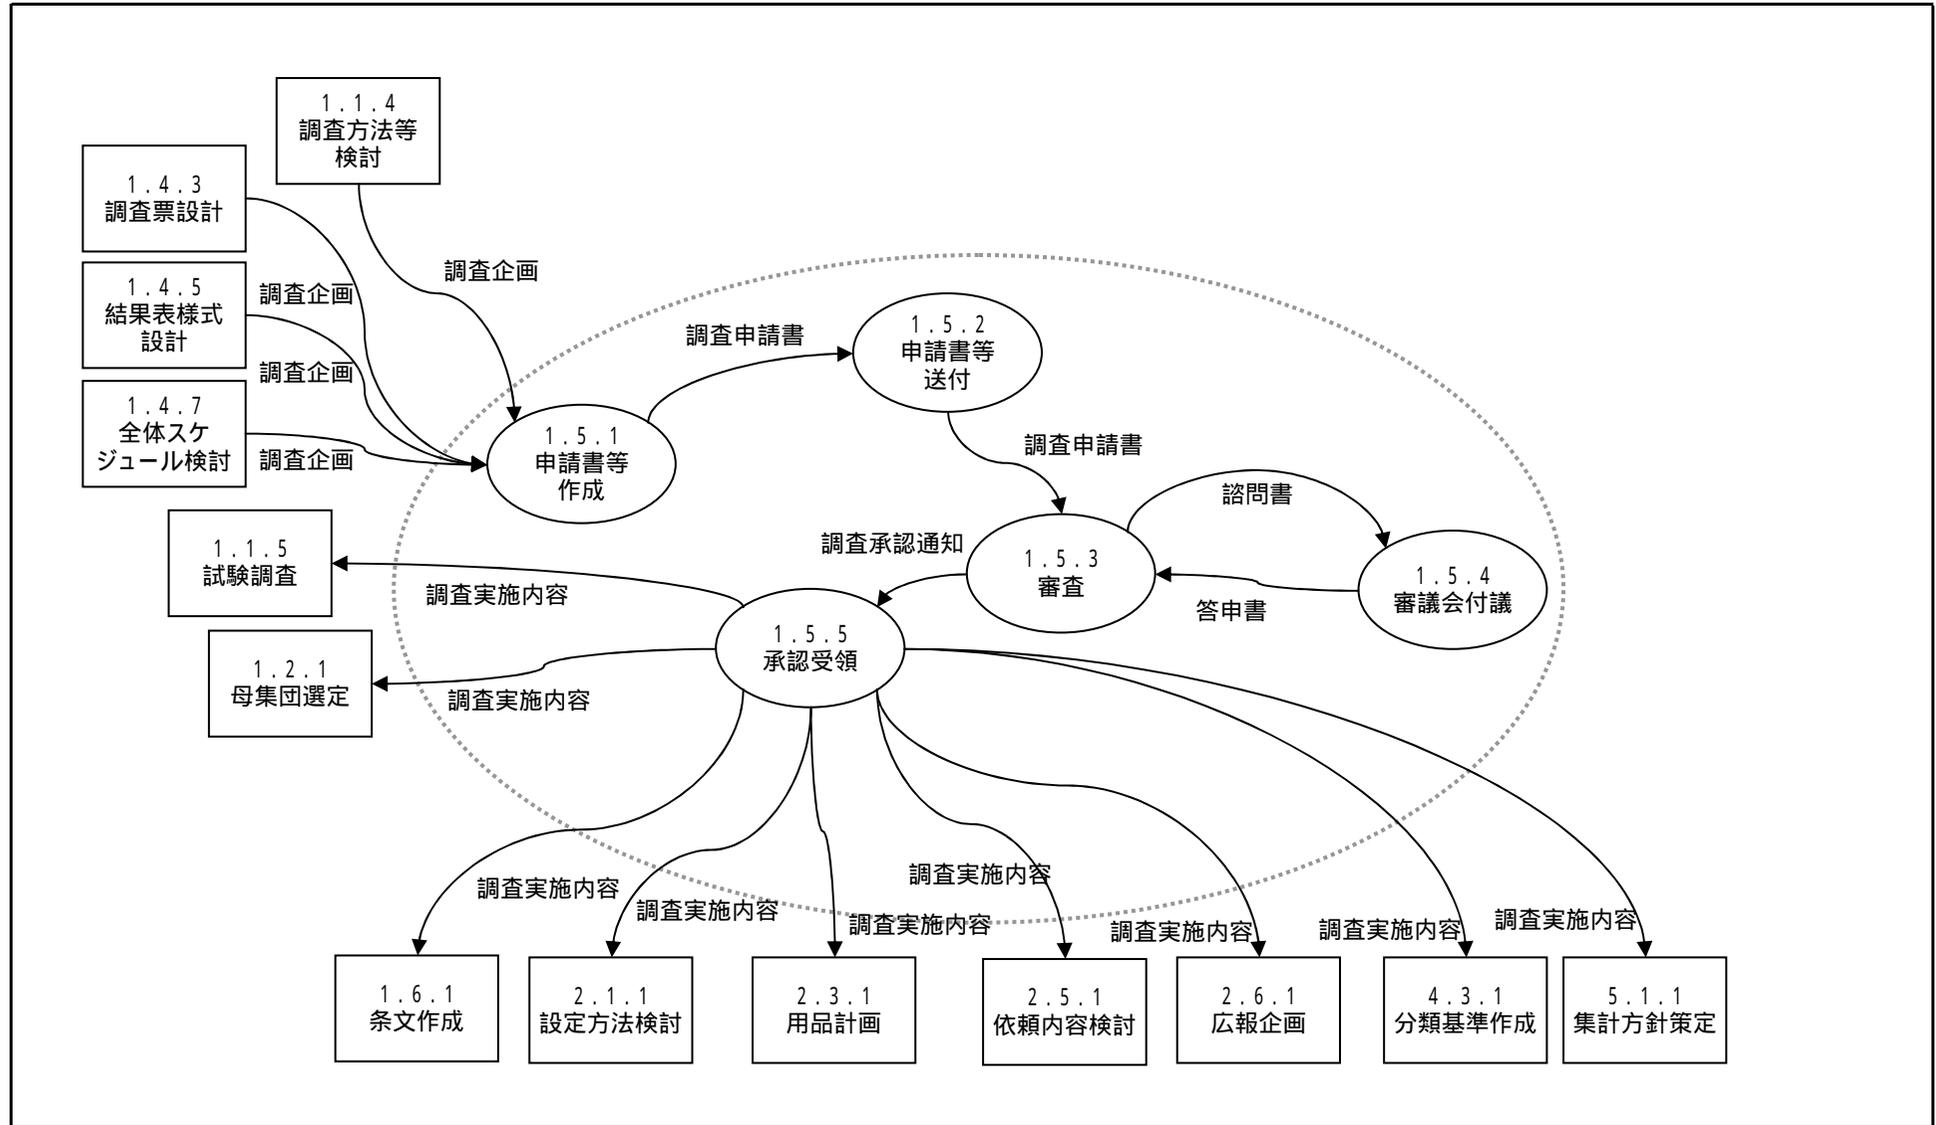 １．１．４
調査方法等
検討
１．４．３
調査票設計
調査企画
１．４．５
結果表様式
設計
調査企画
調査企画
１．４．７
全体スケ
ジュール検討
調査企画
１．５．１
申請書等
作成
調査申請書
１．５．２
申請書等
送付
調査申請書
諮問書
１．５．３
審査
１．５．４
審議会付議
答申書
調査承認通知
１．５．５
承認受領
１．１．５
試験調査
調査実施内容
１．２．１
母集団選定
調査実施内容
調査実施内容
調査実施内容
調査実施内容
調査実施内容
調査実施内容
調査実施内容
調査実施内容
１．６．１
条文作成
２．１．１
設定方法検討
２．３．１
用品計画
２．５．１
依頼内容検討
２．６．１
広報企画
４．３．１
分類基準作成
５．１．１
集計方針策定